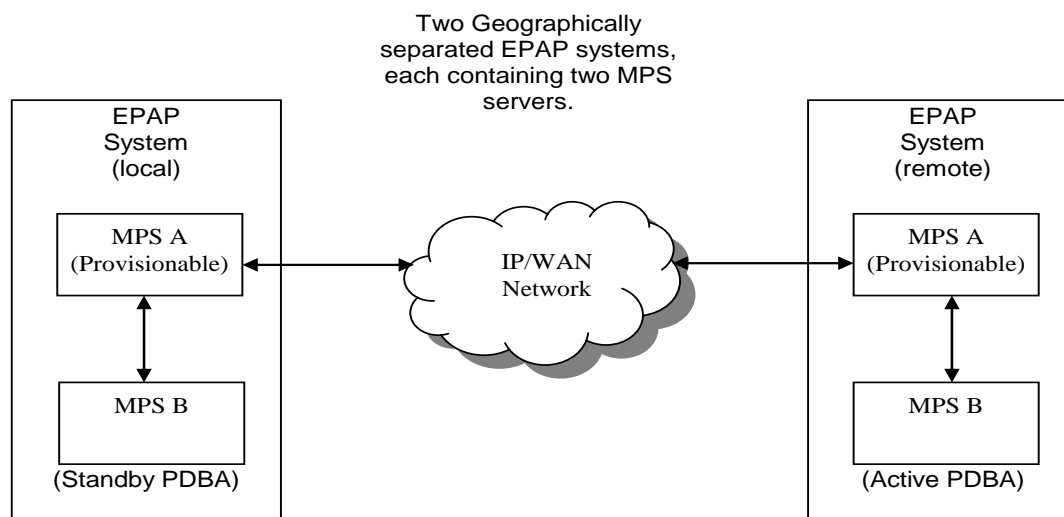 Two Geographically
separated EPAP systems,
each containing two MPS
servers.
EPAP
System
(local)
MPS A
(Provisionable)
MPS B
(Standby PDBA)
IP/WAN
Network
EPAP
System
(remote)
MPS A
(Provisionable)
MPS B
(Active PDBA)